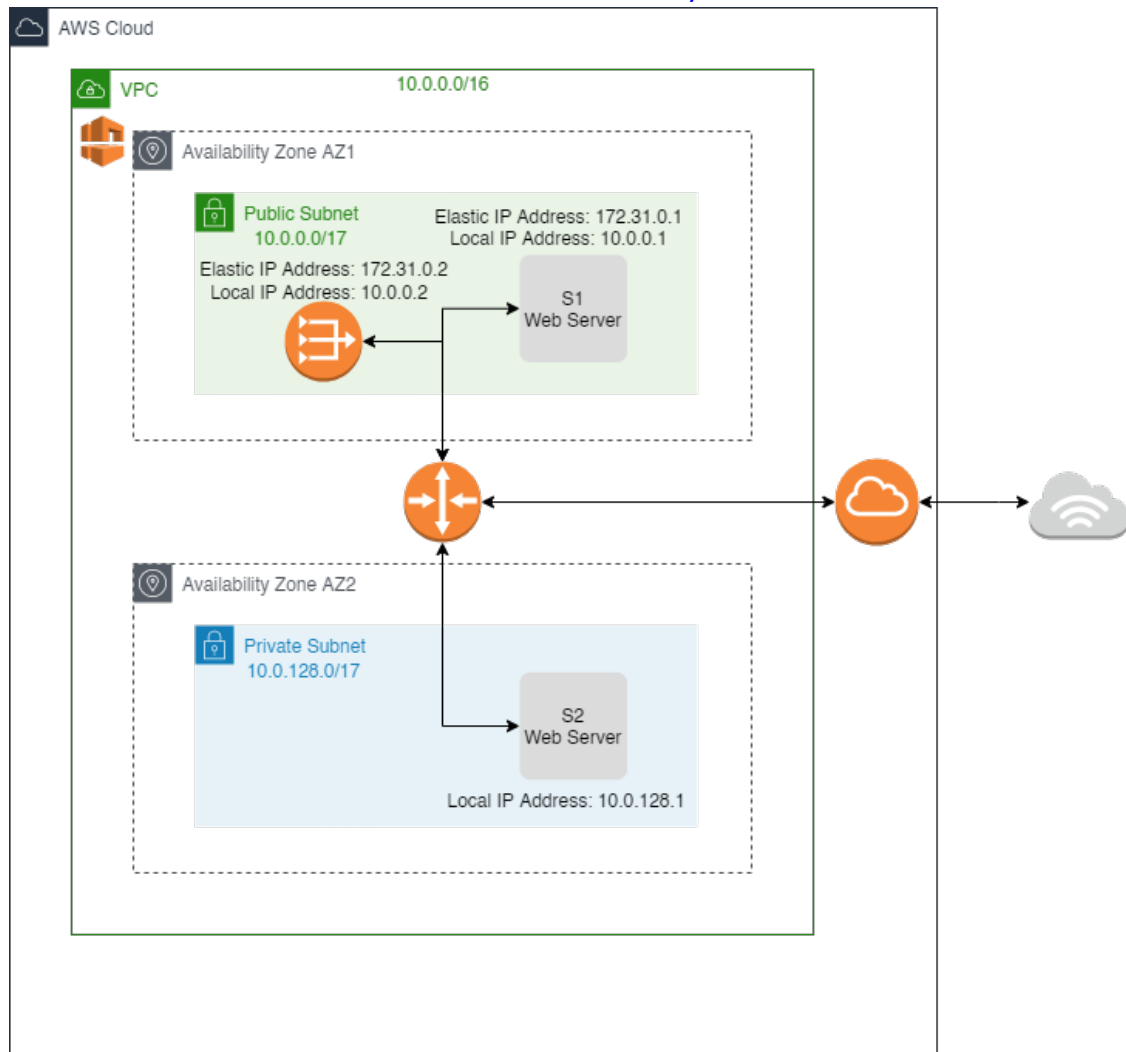 AWS Cloud
VPC
10.0.0.0/16
Availability Zone AZ1
Public Subnet
10.0.0.0/17
Elastic IP Address: 172.31.0.1
Local IP Address: 10.0.0.1
Elastic IP Address: 172.31.0.2
Local IP Address: 10.0.0.2
S1
Web Server
Availability Zone AZ2
Private Subnet
10.0.128.0/17
S2
Web Server
Local IP Address: 10.0.128.1